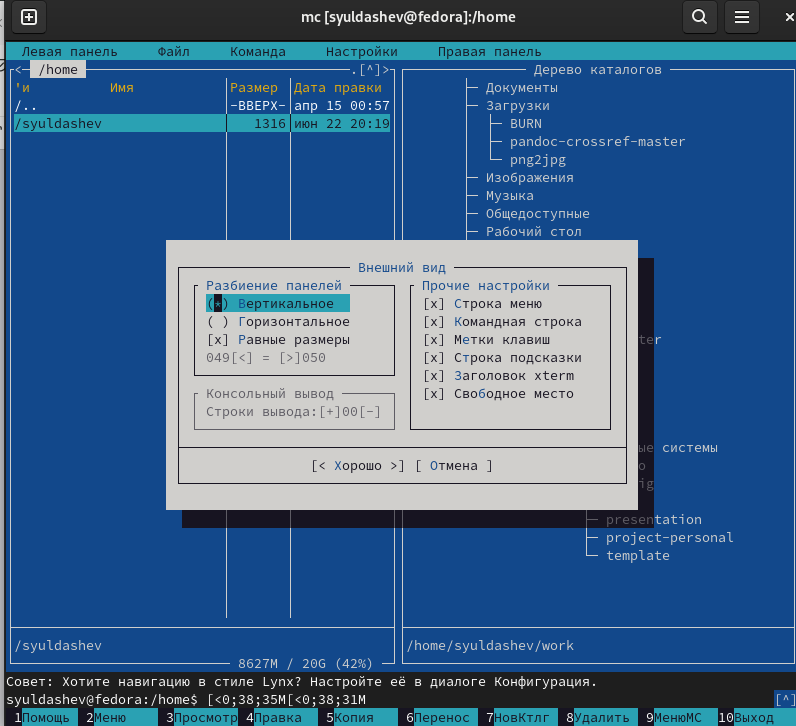 mc [syuldashev@fedora]:/home
Левая панель Файл Команда Настройки Правая панель
<─ /home .[^]>
Дерево каталогов
'и Имя Размер Дата правки
/.. -ВВЕРХ- апр 15 00:57
/syuldashev 1316 июн 22 20:19
Документы
Загрузки
BURN
pandoc-crossref-master
png2jpg
Изображения
Музыка
Общедоступные
Рабочий стол
Внешний вид
Разбиение панелей
(*) Вертикальное
( ) Горизонтальное
[x] Равные размеры
049[<] = [>]050
Консольный вывод
Строки вывода:[+]00[-]
Прочие настройки
[x] Строка меню
[x] Командная строка
[x] Метки клавиш
[x] Строка подсказки
[x] Заголовок xterm
[x] Свободное место
[< Хорошо >] [ Отмена ]
ter
ые системы
о
ig
presentation
project-personal
template
/syuldashev
/home/syuldashev/work
8627M / 20G (42%)
Совет: Хотите навигацию в стиле Lynx? Настройте её в диалоге Конфигурация.
syuldashev@fedora:/home$ [<0;38;35M[<0;38;31M [^]
1Помощь 2Меню 3Просмотр 4Правка 5Копия 6Перенос 7НовКтлг 8Удалить 9МенюMC 10Выход